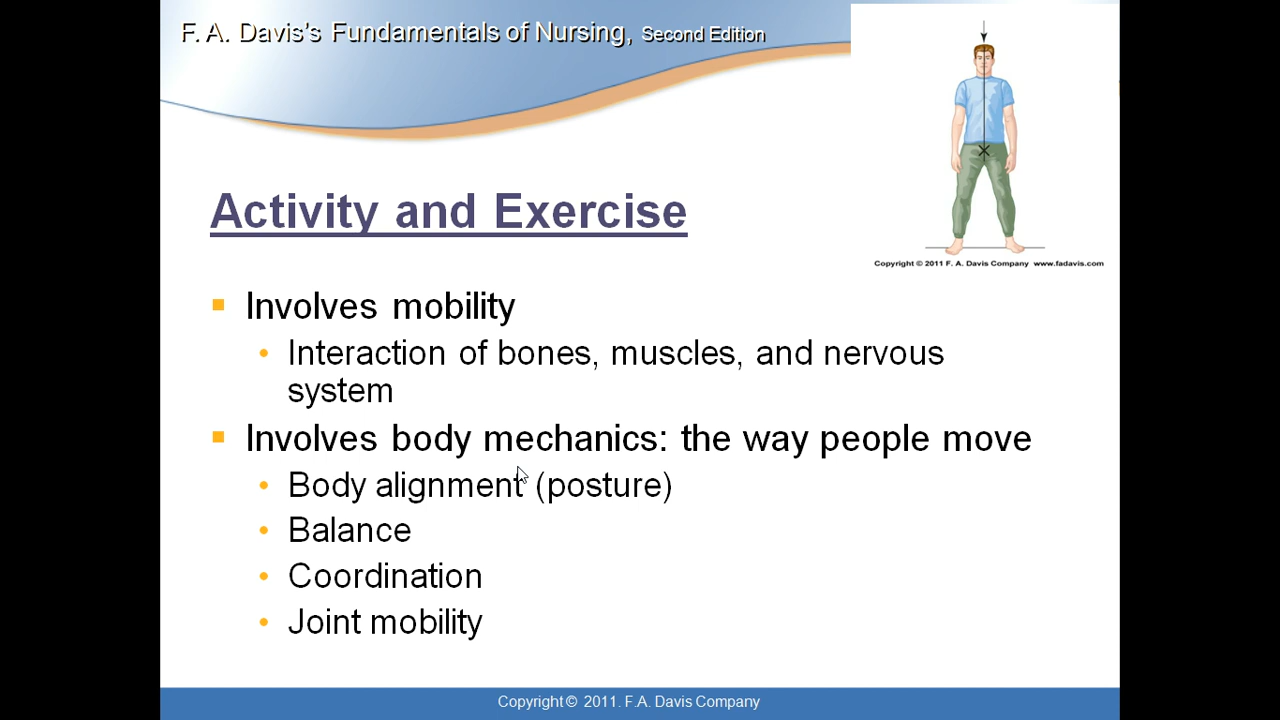 F. A. Davis's Fundamentals of Nursing, Second Edition
Copyright © 2011 F. A. Davis Company www.fadavis.com
Activity and Exercise
Involves mobility
Interaction of bones, muscles, and nervous
system
Involves body mechanics: the way people move
Body alignment (posture)
Balance
Coordination
Joint mobility
Copyright © 2011. F.A. Davis Company